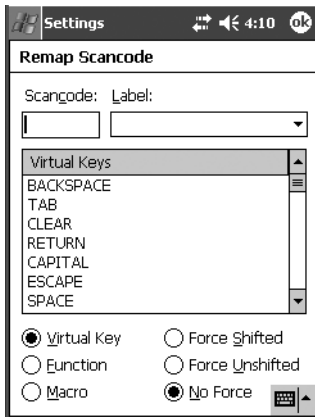 Settings 4:10 ok
Remap Scancode
Scancode: Label:
Virtual Keys
BACKSPACE
TAB
CLEAR
RETURN
CAPITAL
ESCAPE
SPACE
Virtual Key Force Shifted
Function Force Unshifted
Macro No Force